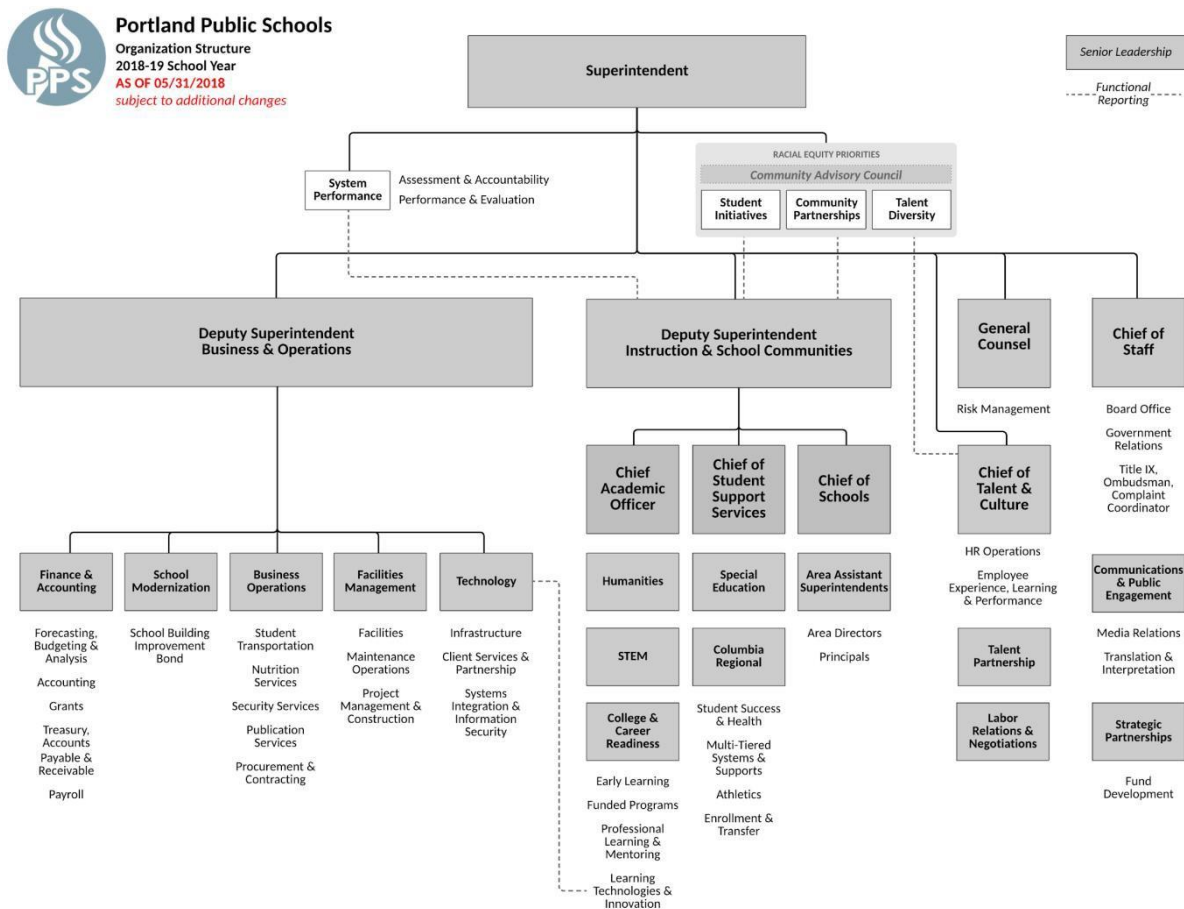 PPS
Portland Public Schools
Organization Structure
2018-19 School Year
AS OF 05/31/2018
subject to additional changes
Superintendent
Senior Leadership
Functional
Reporting
System
Performance
Assessment & Accountability
Performance & Evaluation
RACIAL EQUITY PRIORITIES
Community Advisory Council
Student
Initiatives
Community
Partnerships
Talent
Diversity
Deputy Superintendent
Business & Operations
Deputy Superintendent
Instruction & School Communities
General
Counsel
Chief of
Staff
Risk Management
Board Office
Government
Relations
Title IX,
Ombudsman,
Complaint
Coordinator
Chief
Academic
Officer
Chief of
Student
Support
Services
Chief of
Schools
Chief of
Talent &
Culture
HR Operations
Employee
Experience, Learning
& Performance
Finance &
Accounting
School
Modernization
Business
Operations
Facilities
Management
Technology
Humanities
Special
Education
Area Assistant
Superintendents
Communications
& Public
Engagement
Forecasting,
Budgeting &
Analysis
Accounting
Grants
Treasury,
Accounts
Payable &
Receivable
Payroll
School Building
Improvement
Bond
Student
Transportation
Nutrition
Services
Security Services
Publication
Services
Procurement &
Contracting
Facilities
Maintenance
Operations
Project
Management &
Construction
Infrastructure
Client Services &
Partnership
Systems
Integration &
Information
Security
STEM
Columbia
Regional
Area Directors
Principals
Talent
Partnership
Media Relations
Translation &
Interpretation
College &
Career
Readiness
Student Success
& Health
Multi-Tiered
Systems &
Supports
Athletics
Enrollment &
Transfer
Labor
Relations &
Negotiations
Strategic
Partnerships
Fund
Development
Early Learning
Funded Programs
Professional
Learning &
Mentoring
Learning
Technologies &
Innovation